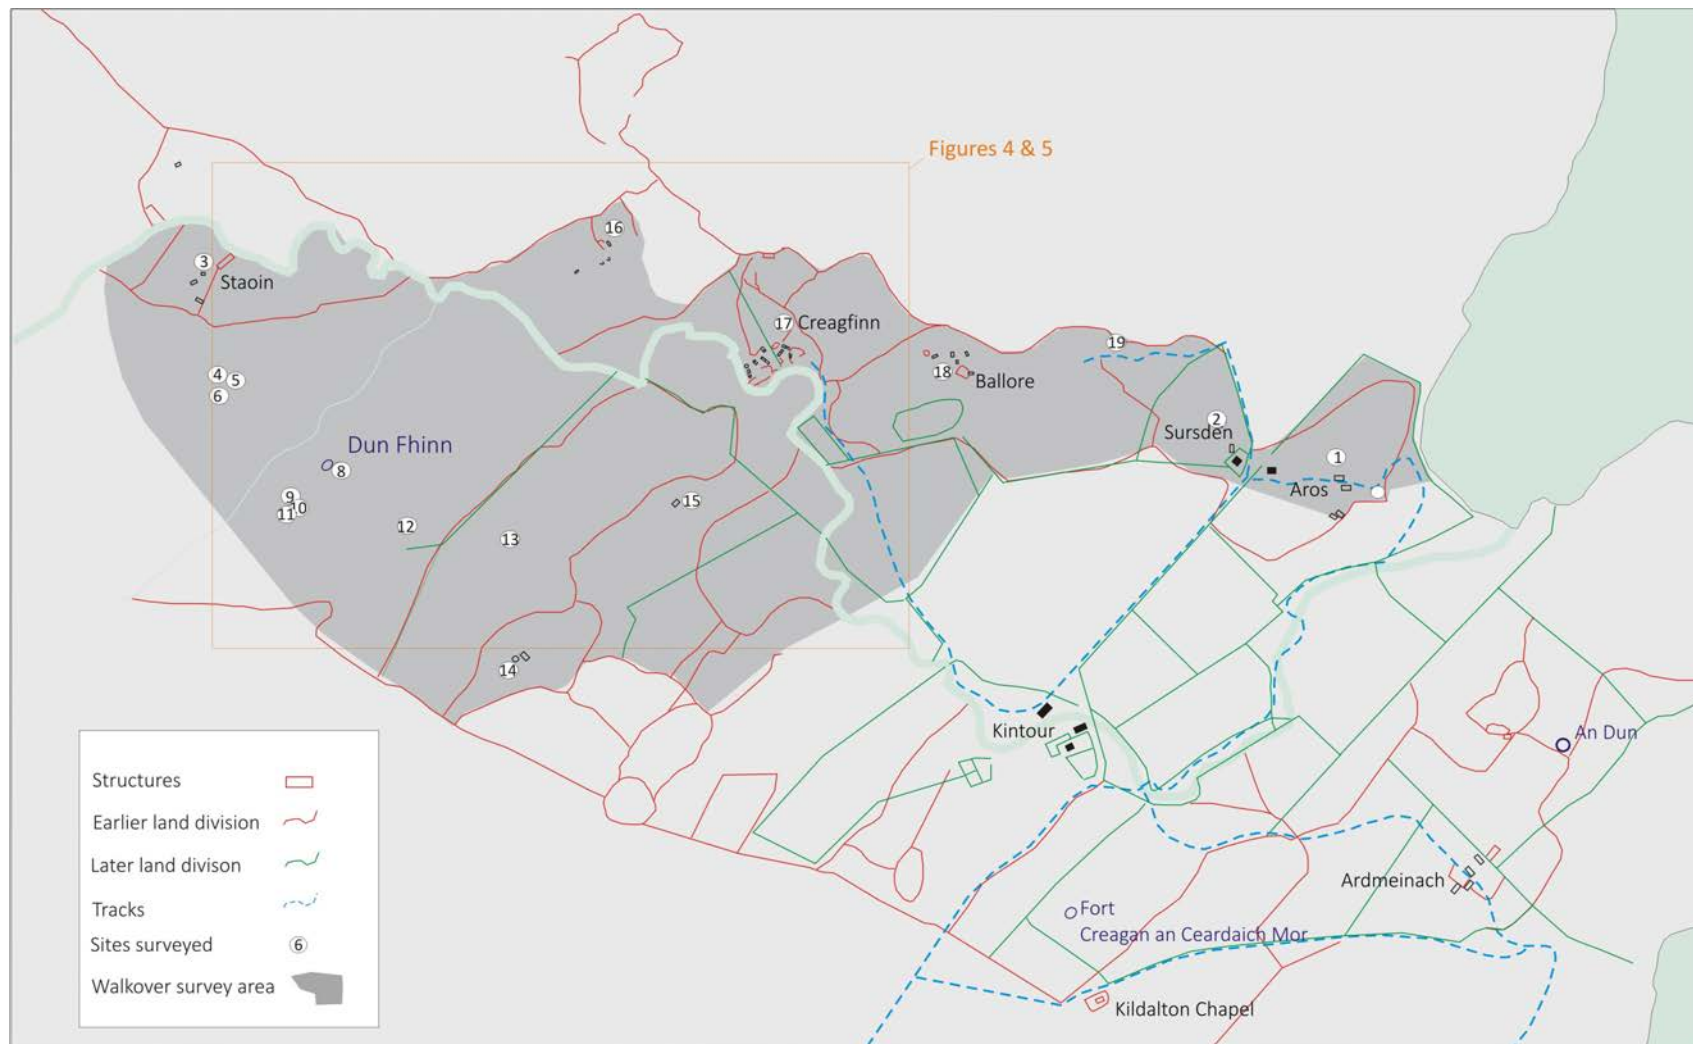 Figures 4 & 5
16
3
Staoin
17
Creagfinn
19
4
5
6
18
Ballore
2
Sursden
Dun Fhinn
8
1
Aros
9
10
11
15
12
13
14
Kintour
An Dun
Structures
Earlier land division
Later land divison
Tracks
Sites surveyed
6
Walkover survey area
Ardmeinach
Fort
Creagan an Ceardaich Mor
Kildalton Chapel